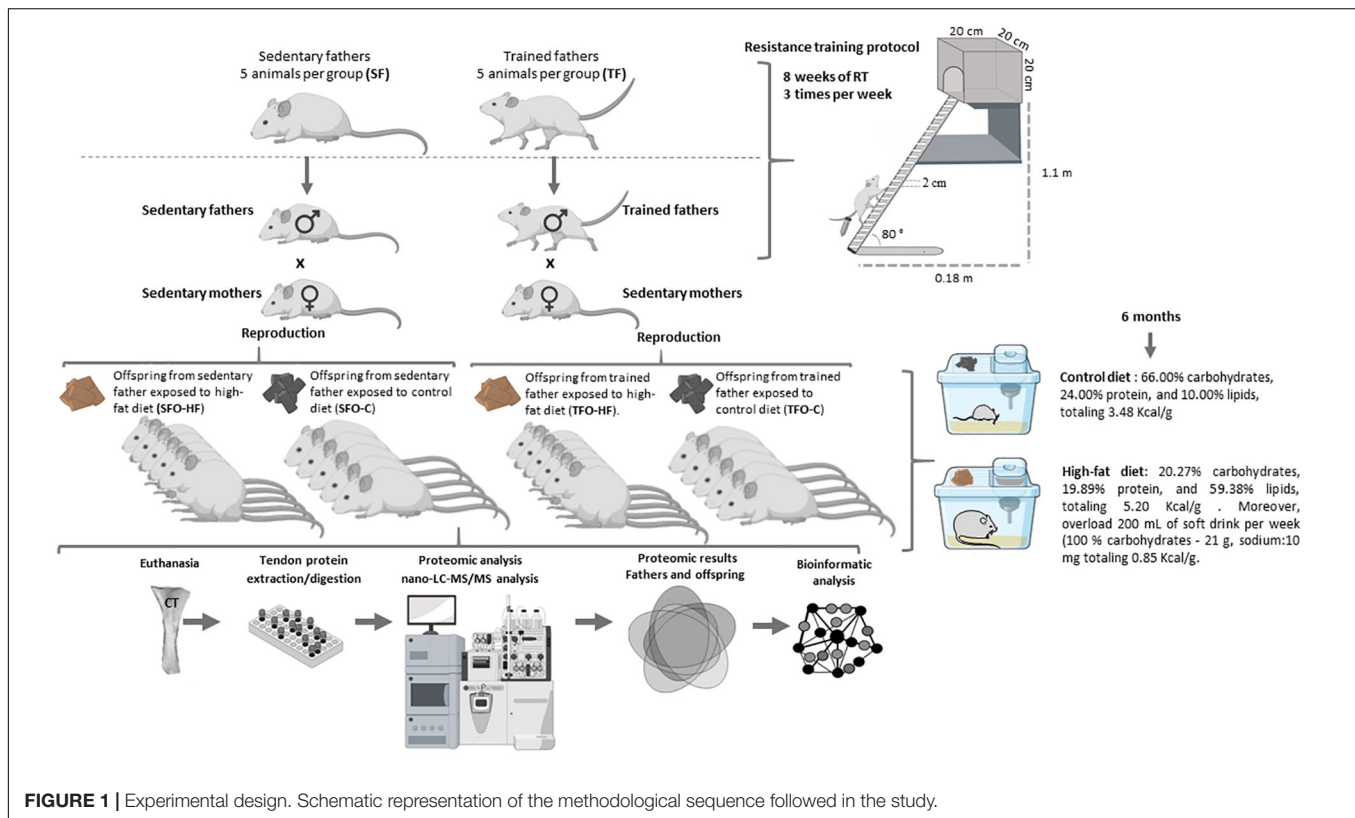 Sedentary fathers
5 animals per group (SF)
Trained fathers
5 animals per group (TF)
Resistance training protocol
8 weeks of RT
3 times per week
20 cm
20 cm
20 cm
2 cm
80 °
1.1 m
0.18 m
Sedentary fathers
Trained fathers
X
X
Sedentary mothers
Sedentary mothers
Reproduction
Reproduction
Offspring from sedentary
father exposed to high-
fat diet (SFO-HF)
Offspring from sedentary
father exposed to control
diet (SFO-C)
Offspring from trained
father exposed to high-
fat diet (TFO-HF).
Offspring from trained
father exposed to
control diet (TFO-C)
6 months
Control diet : 66.00% carbohydrates,
24.00% protein, and 10.00% lipids,
totaling 3.48 Kcal/g
High-fat diet: 20.27% carbohydrates,
19.89% protein, and 59.38% lipids,
totaling 5.20 Kcal/g . Moreover,
overload 200 mL of soft drink per week
(100 % carbohydrates - 21 g, sodium:10
mg totaling 0.85 Kcal/g.
Euthanasia
CT
Tendon protein
extraction/digestion
Proteomic analysis
nano-LC-MS/MS analysis
Proteomic results
Fathers and offspring
Bioinformatic
analysis
FIGURE 1 | Experimental design. Schematic representation of the methodological sequence followed in the study.